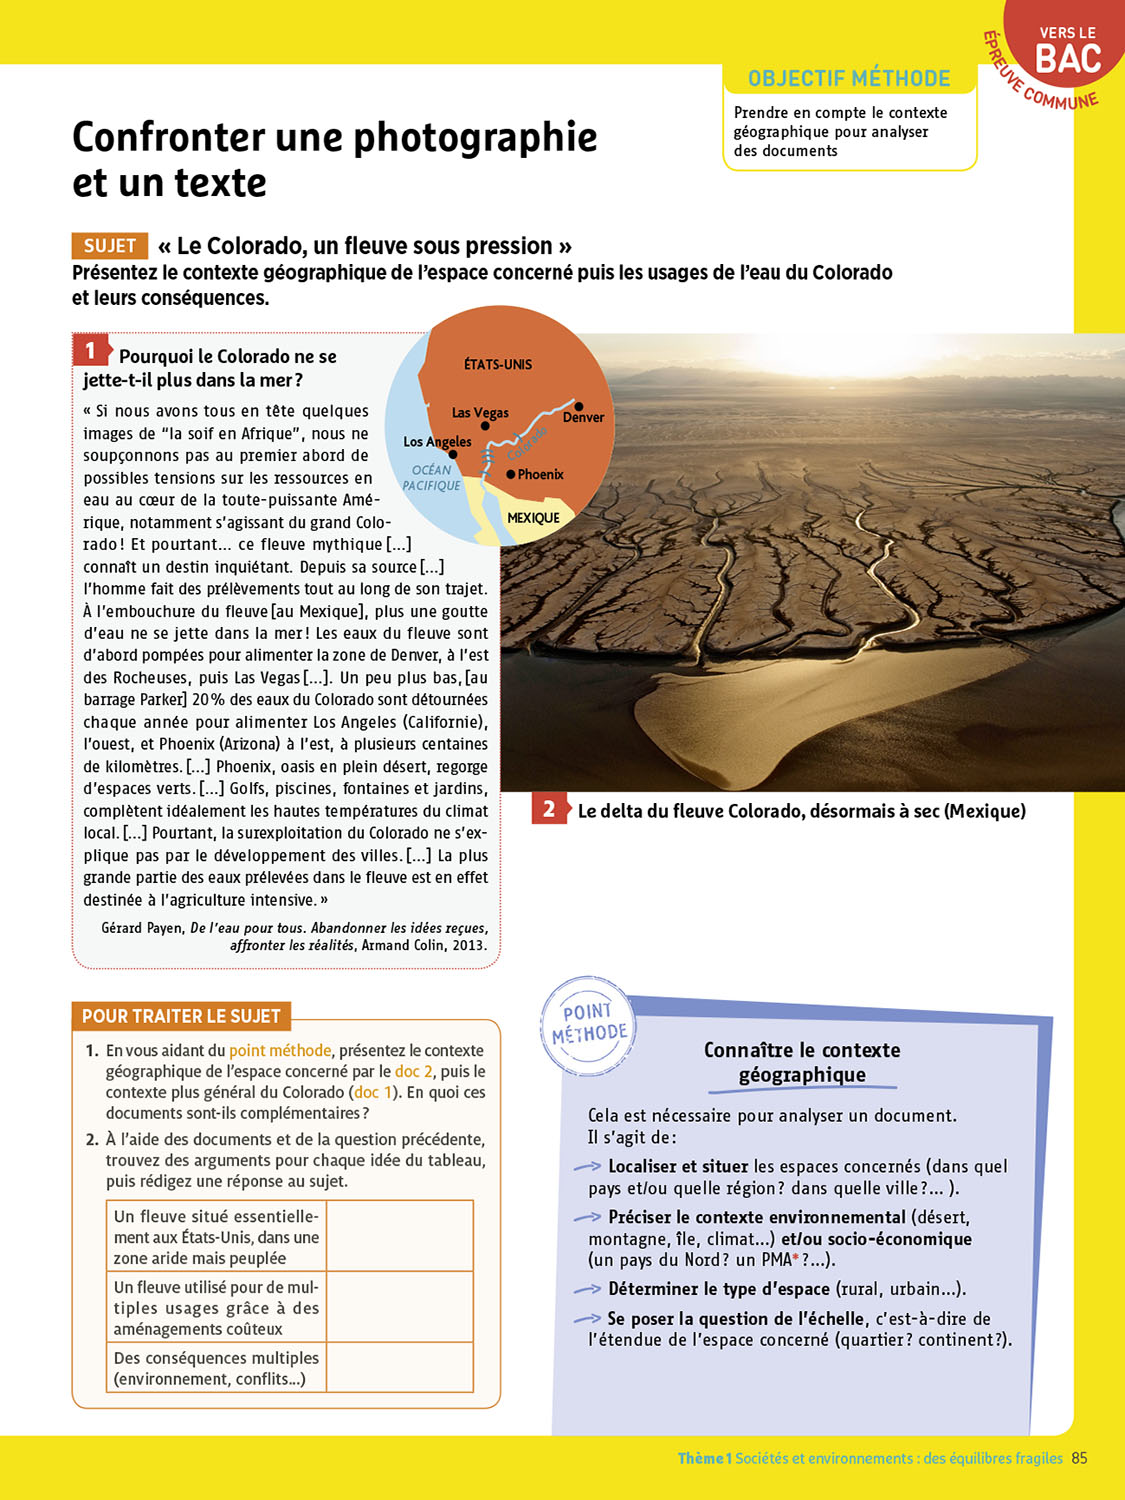 VERS LE
BAC
ÉPREUVE COMMUNE
OBJECTIF MÉTHODE
Prendre en compte le contexte
géographique pour analyser
des documents
Confronter une photographie
et un texte
SUJET « Le Colorado, un fleuve sous pression »
Présentez le contexte géographique de l'espace concerné puis les usages de l'eau du Colorado
et leurs conséquences.
1 Pourquoi le Colorado ne se
jette-t-il plus dans la mer ?
« Si nous avons tous en tête quelques
images de "la soif en Afrique", nous ne
soupçonnons pas au premier abord de
possibles tensions sur les ressources en
eau au cœur de la toute-puissante Amé-
rique, notamment s'agissant du grand Colo-
rado ! Et pourtant... ce fleuve mythique [...]
connaît un destin inquiétant. Depuis sa source [...]
l'homme fait des prélèvements tout au long de son trajet.
À l'embouchure du fleuve [au Mexique], plus une goutte
d'eau ne se jette dans la mer ! Les eaux du fleuve sont
d'abord pompées pour alimenter la zone de Denver, à l'est
des Rocheuses, puis Las Vegas [...]. Un peu plus bas, [au
barrage Parker] 20 % des eaux du Colorado sont détournées
chaque année pour alimenter Los Angeles (Californie),
l'ouest, et Phoenix (Arizona) à l'est, à plusieurs centaines
de kilomètres. [...] Phoenix, oasis en plein désert, regorge
d'espaces verts. [...] Golfs, piscines, fontaines et jardins,
complètent idéalement les hautes températures du climat
local. [...] Pourtant, la surexploitation du Colorado ne s'ex-
plique pas par le développement des villes. [...] La plus
grande partie des eaux prélevées dans le fleuve est en effet
destinée à l'agriculture intensive. »
Gérard Payen, De l'eau pour tous. Abandonner les idées reçues,
affronter les réalités, Armand Colin, 2013.
ÉTATS-UNIS
Las Vegas
Denver
Colorado
Los Angeles
OCÉAN
PACIFIQUE
Phoenix
MEXIQUE
2 Le delta du fleuve Colorado, désormais à sec (Mexique)
POUR TRAITER LE SUJET
1. En vous aidant du point méthode, présentez le contexte
géographique de l'espace concerné par le doc 2, puis le
contexte plus général du Colorado (doc 1). En quoi ces
documents sont-ils complémentaires ?
2. À l'aide des documents et de la question précédente,
trouvez des arguments pour chaque idée du tableau,
puis rédigez une réponse au sujet.
Un fleuve situé essentielle-
ment aux États-Unis, dans une
zone aride mais peuplée
Un fleuve utilisé pour de mul-
tiples usages grâce à des
aménagements coûteux
Des conséquences multiples
(environnement, conflits...)
POINT
MÉTHODE
Connaître le contexte
géographique
Cela est nécessaire pour analyser un document.
Il s'agit de :
Localiser et situer les espaces concernés (dans quel
pays et/ou quelle région ? dans quelle ville ?... ).
Préciser le contexte environnemental (désert,
montagne, île, climat...) et/ou socio-économique
(un pays du Nord ? un PMA* ?...).
Déterminer le type d'espace (rural, urbain...).
Se poser la question de l'échelle, c'est-à-dire de
l'étendue de l'espace concerné (quartier ? continent ?).
Thème 1 Sociétés et environnements : des équilibres fragiles 85